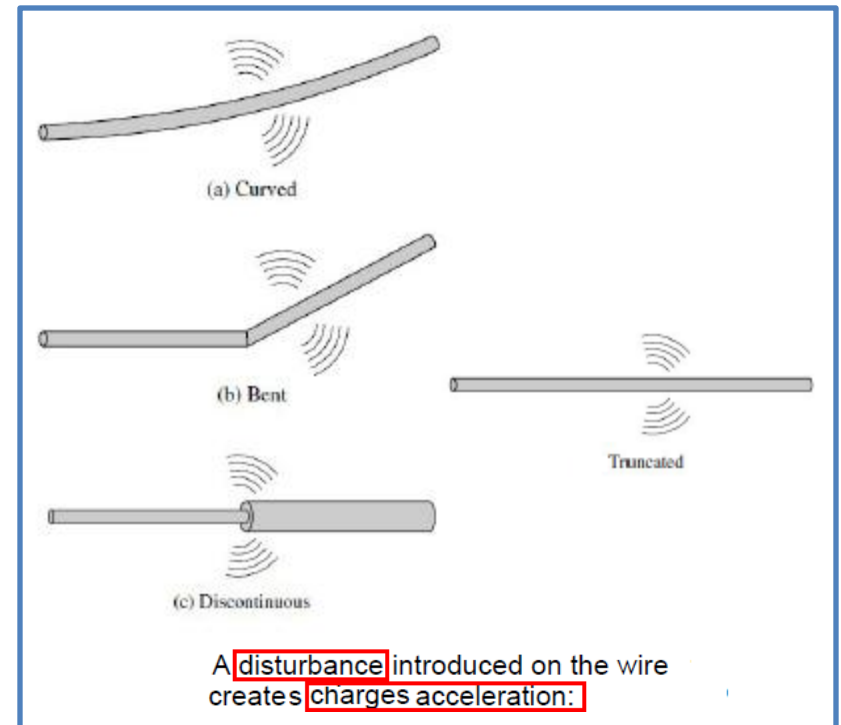 (a) Curved
(b) Bent
Truncated
(c) Discontinuous
A disturbance introduced on the wire
creates charges acceleration: